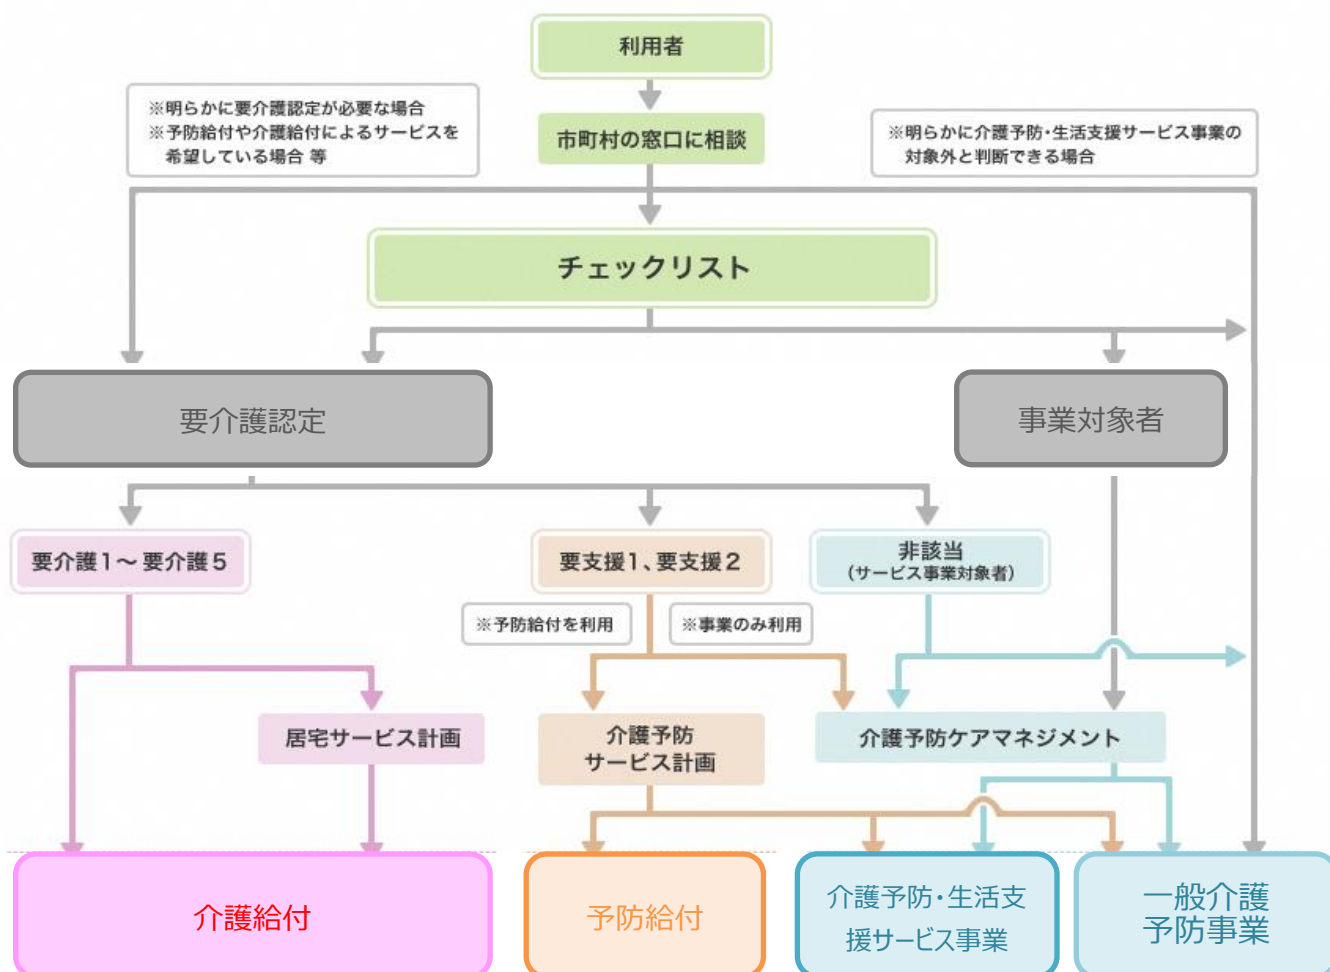 利用者
※明らかに要介護認定が必要な場合
※予防給付や介護給付によるサービスを
希望している場合 等
市町村の窓口に相談
※明らかに介護予防・生活支援サービス事業の
対象外と判断できる場合
チェックリスト
要介護認定
事業対象者
要介護1～要介護5
要支援1、要支援2
非該当
(サービス事業対象者)
※予防給付を利用
※事業のみ利用
居宅サービス計画
介護予防
サービス計画
介護予防ケアマネジメント
介護給付
予防給付
介護予防・生活支
援サービス事業
一般介護
予防事業